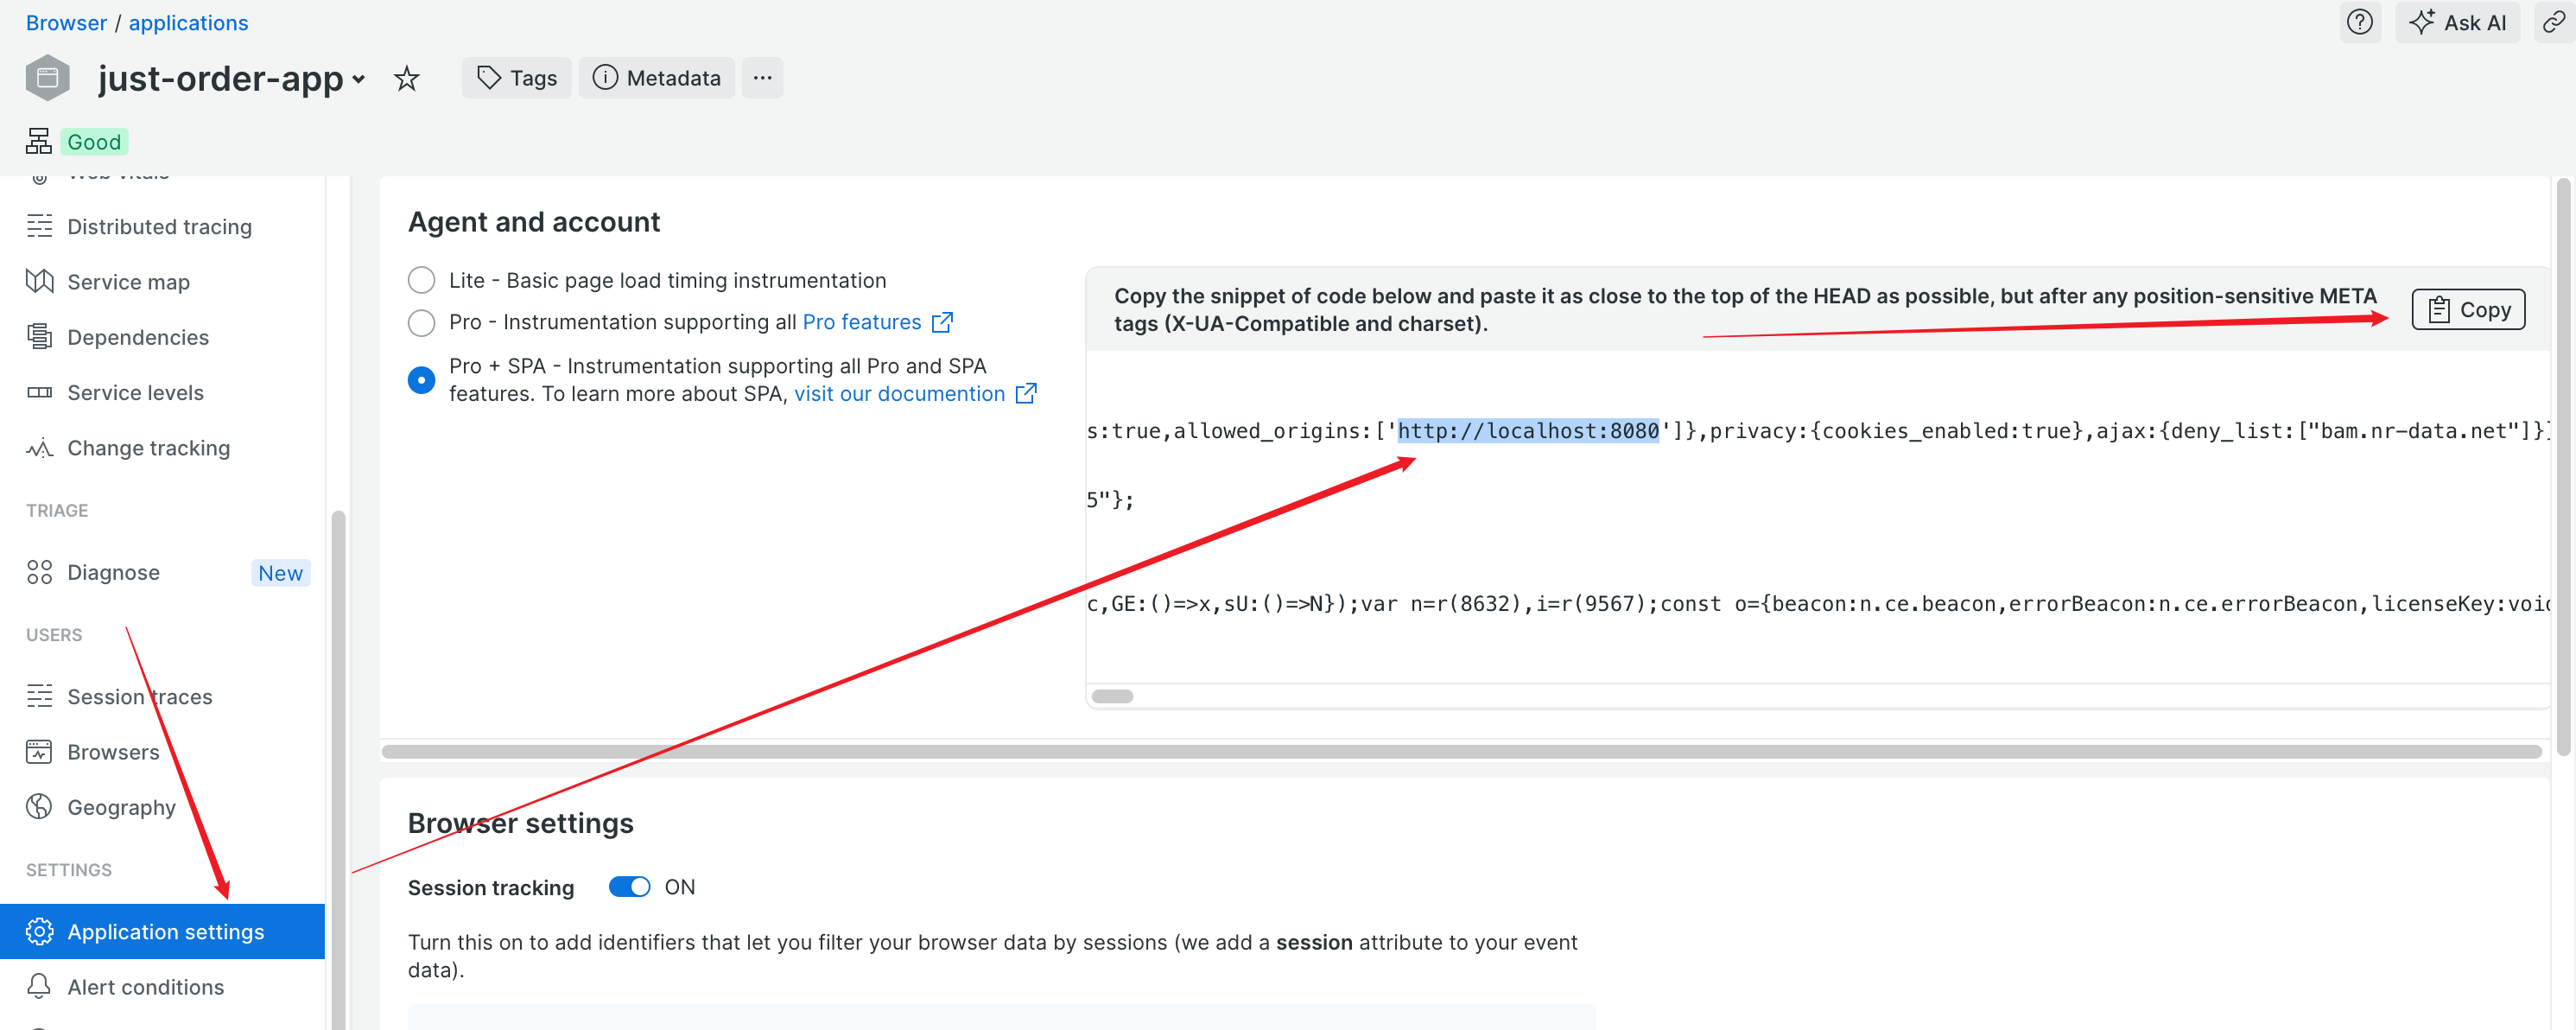 Browser / applications
Ask AI
just-order-app
Tags
Metadata
Good
Web vitals
Distributed tracing
Service map
Dependencies
Service levels
Change tracking
TRIAGE
Diagnose New
USERS
Session traces
Browsers
Geography
SETTINGS
Application settings
Alert conditions
Agent and account
Lite - Basic page load timing instrumentation
Pro - Instrumentation supporting all Pro features
Pro + SPA - Instrumentation supporting all Pro and SPA
features. To learn more about SPA, visit our documention
Copy the snippet of code below and paste it as close to the top of the HEAD as possible, but after any position-sensitive META
tags (X-UA-Compatible and charset).
Copy
s:true,allowed_origins:['http://localhost:8080']},privacy:{cookies_enabled:true},ajax:{deny_list:["bam.nr-data.net"]}
5"};
c,GE:()=>x,sU:()=>N});var n=r(8632),i=r(9567);const o={beacon:n.ce.beacon,errorBeacon:n.ce.errorBeacon,licenseKey:voi
Browser settings
Session tracking ON
Turn this on to add identifiers that let you filter your browser data by sessions (we add a session attribute to your event
data).